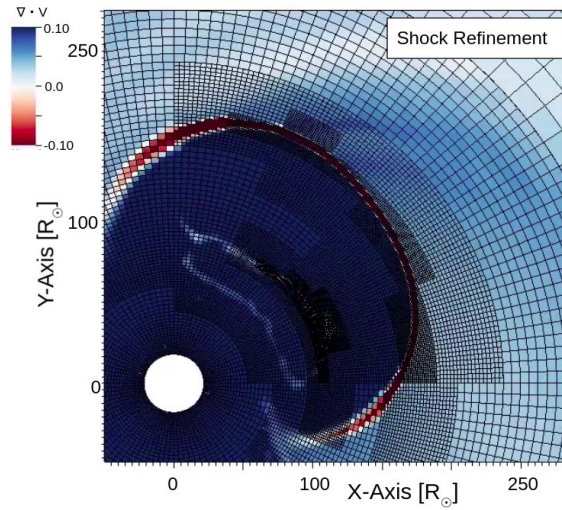 ∇ • V
0.10
0.0
-0.10
Shock Refinement
250
100
0
Y-Axis [R☉]
0
100
250
X-Axis [R☉]